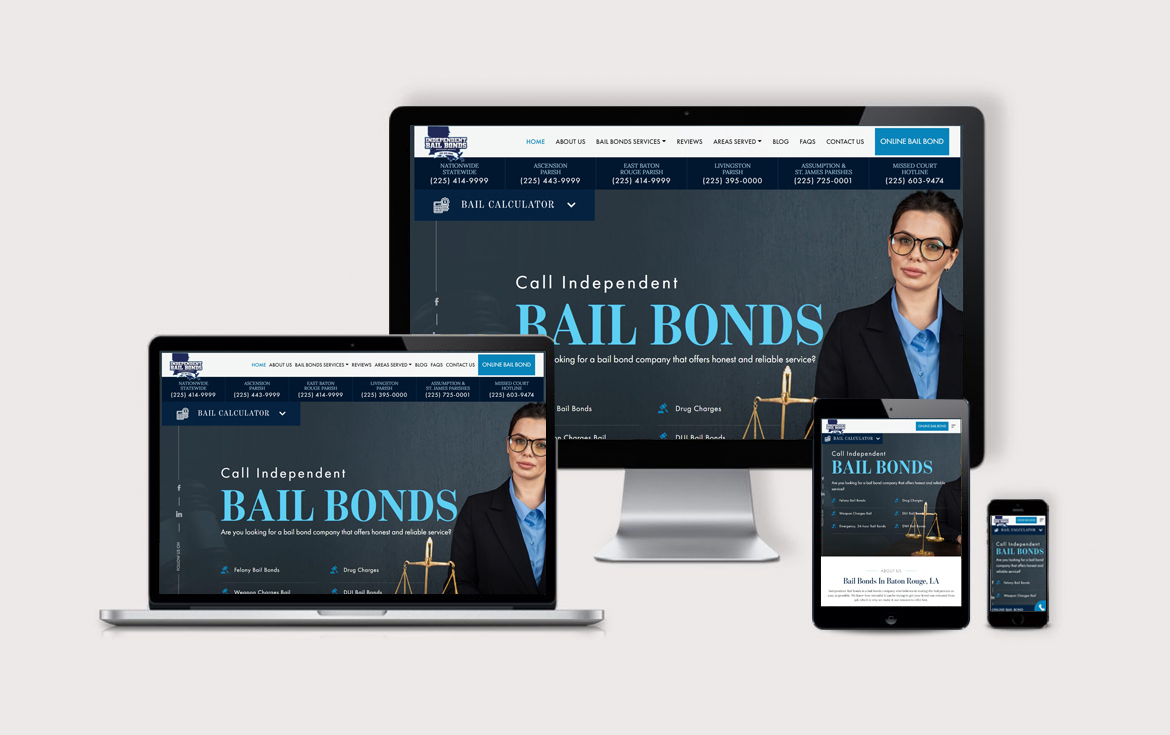 INDEPENDENT
BAIL BONDS
HOME ABOUT US BAIL BONDS SERVICES REVIEWS AREAS SERVED BLOG FAQS CONTACT US ONLINE BAIL BOND
NATIONWIDE
STATEWIDE
(225) 414-9999
ASCENSION
PARISH
(225) 443-9999
EAST BATON
ROUGE PARISH
(225) 414-9999
LIVINGSTON
PARISH
(225) 395-0000
ASSUMPTION &
ST. JAMES PARISHES
(225) 725-0001
MISSED COURT
HOTLINE
(225) 603-9474
BAIL CALCULATOR
Call Independent
BAIL BONDS
ooking for a bail bond company that offers honest and reliable service?
Bail Bonds
Drug Charges
Charges Bail
DUI Bail Bonds
INDEPENDENT
BAIL BONDS
HOME ABOUT US BAIL BONDS SERVICES REVIEWS AREAS SERVED BLOG FAQS CONTACT US ONLINE BAIL BOND
NATIONWIDE
STATEWIDE
(225) 414-9999
ASCENSION
PARISH
(225) 443-9999
EAST BATON
ROUGE PARISH
(225) 414-9999
LIVINGSTON
PARISH
(225) 395-0000
ASSUMPTION &
ST. JAMES PARISHES
(225) 725-0001
MISSED COURT
HOTLINE
(225) 603-9474
BAIL CALCULATOR
Call Independent
BAIL BONDS
Are you looking for a bail bond company that offers honest and reliable service?
Felony Bail Bonds
Drug Charges
Weapon Charges Bail
DUI Bail Bonds
FOLLOW US ON
ONLINE BAIL BOND
BAIL CALCULATOR
Call Independent
BAIL BONDS
Are you looking for a bail bond company that offers honest and reliable
service?
Felony Bail Bonds
Drug Charges
Weapon Charges Bail
DUI Bail Bonds
Emergency, 24-hour Bail Bonds
ABOUT US
Bail Bonds In Baton Rouge, LA
BAIL CALCULATOR
Call Independent
BAIL BONDS
Are you looking for a bail bond
company that offers honest and
reliable service?
Felony Bail Bonds
Weapon Charges Bail
ONLINE BAIL BOND